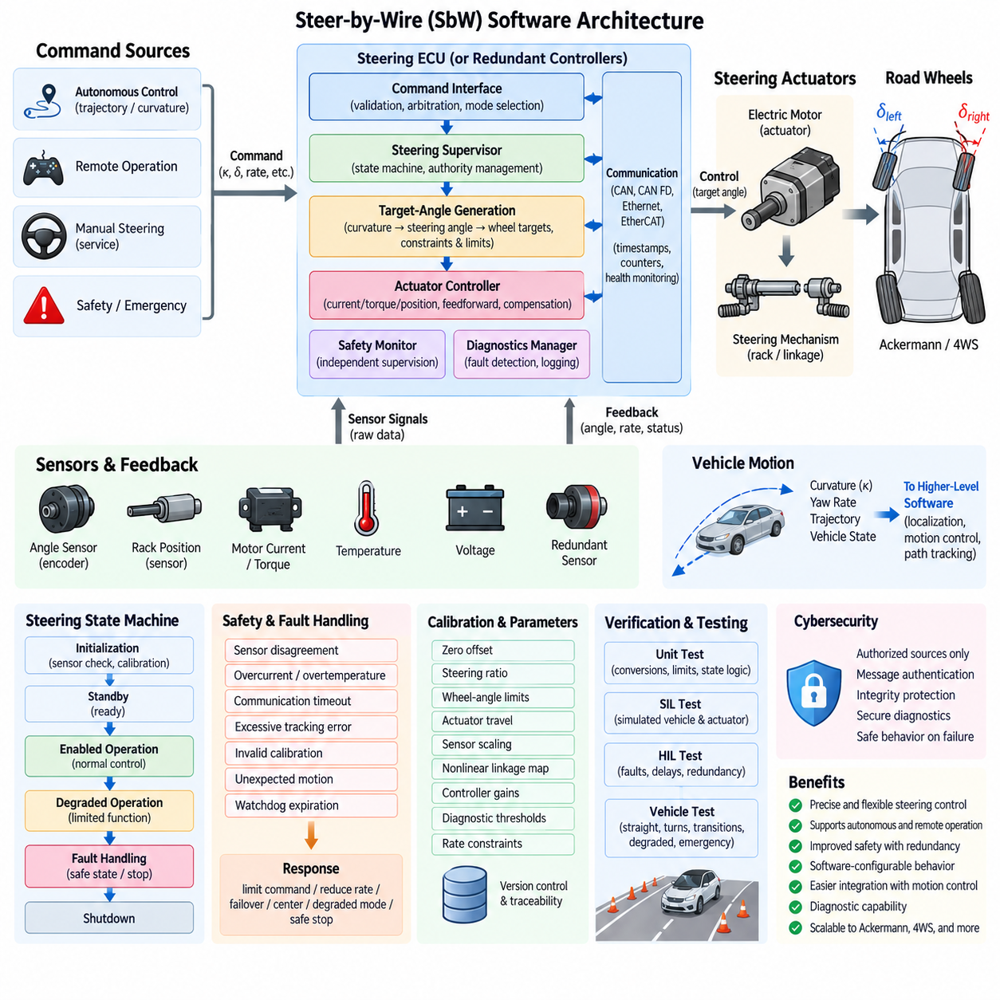 Steer-by-Wire (SbW) Software Architecture
Command Sources
Autonomous Control
(trajectory / curvature)
Remote Operation
Manual Steering
(service)
Safety / Emergency
Command
(κ, δ, rate, etc.)
Steering ECU (or Redundant Controllers)
Command Interface
(validation, arbitration, mode selection)
Steering Supervisor
(state machine, authority management)
Target-Angle Generation
(curvature → steering angle → wheel targets,
constraints & limits)
Actuator Controller
(current/torque/position, feedforward, compensation)
Safety Monitor
(independent supervision)
Diagnostics Manager
(fault detection, logging)
Communication
(CAN, CAN FD,
Ethernet,
EtherCAT)
(timestamps,
counters,
health monitoring)
Control
(target angle)
Steering Actuators
Electric Motor
(actuator)
Steering Mechanism
(rack / linkage)
Road Wheels
δleft
δright
Ackermann / 4WS
Sensor Signals
(raw data)
Feedback
(angle, rate, status)
Sensors & Feedback
Angle Sensor
(encoder)
Rack Position
(sensor)
Motor Current
/ Torque
Temperature
+ −
Voltage
Redundant
Sensor
Vehicle Motion
Curvature (κ)
Yaw Rate
Trajectory
Vehicle State
To Higher-Level
Software
(localization,
motion control,
path tracking)
Steering State Machine
Initialization
(sensor check, calibration)
Standby
(ready)
Enabled Operation
(normal control)
Degraded Operation
(limited function)
Fault Handling
(safe state / stop)
Shutdown
Safety & Fault Handling
Sensor disagreement
Overcurrent / overtemperature
Communication timeout
Excessive tracking error
Invalid calibration
Unexpected motion
Watchdog expiration
Response
limit command / reduce rate /
failover / center / degraded mode /
safe stop
Calibration & Parameters
Zero offset
Steering ratio
Wheel-angle limits
Actuator travel
Sensor scaling
Nonlinear linkage map
Controller gains
Diagnostic thresholds
Rate constraints
Version control
& traceability
Verification & Testing
Unit Test
(conversions, limits, state logic)
SIL Test
(simulated vehicle & actuator)
HIL Test
(faults, delays, redundancy)
Vehicle Test
(straight, turns, transitions,
degraded, emergency)
Cybersecurity
Authorized sources only
Message authentication
Integrity protection
Secure diagnostics
Safe behavior on failure
Benefits
Precise and flexible steering control
Supports autonomous and remote operation
Improved safety with redundancy
Software-configurable behavior
Easier integration with motion control
Diagnostic capability
Scalable to Ackermann, 4WS, and more